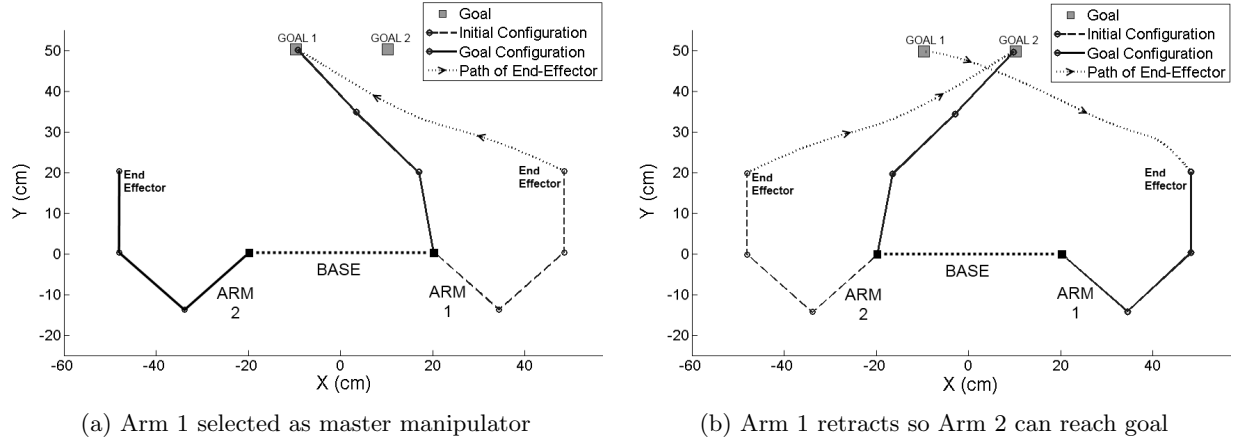 Goal
Initial Configuration
Goal Configuration
Path of End-Effector
GOAL 1
GOAL 2
50
40
30
20
10
0
-10
-20
Y (cm)
End
Effector
End
Effector
BASE
ARM
2
ARM
1
-60
-40
-20
0
20
40
X (cm)
(a) Arm 1 selected as master manipulator
Goal
Initial Configuration
Goal Configuration
Path of End-Effector
GOAL 1
GOAL 2
50
40
30
20
10
0
-10
-20
Y (cm)
End
Effector
End
Effector
BASE
ARM
2
ARM
1
-60
-40
-20
0
20
40
X (cm)
(b) Arm 1 retracts so Arm 2 can reach goal